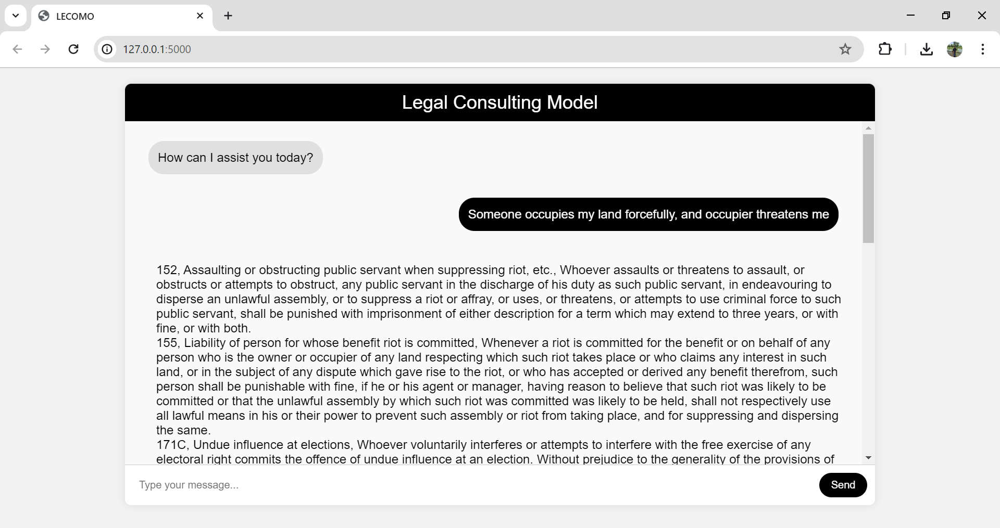 LECOMO
127.0.0.1:5000
Legal Consulting Model
How can I assist you today?
Someone occupies my land forcefully, and occupier threatens me
152, Assaulting or obstructing public servant when suppressing riot, etc., Whoever assaults or threatens to assault, or
obstructs or attempts to obstruct, any public servant in the discharge of his duty as such public servant, in endeavouring to
disperse an unlawful assembly, or to suppress a riot or affray, or uses, or threatens, or attempts to use criminal force to such
public servant, shall be punished with imprisonment of either description for a term which may extend to three years, or with
fine, or with both.
155, Liability of person for whose benefit riot is committed, Whenever a riot is committed for the benefit or on behalf of any
person who is the owner or occupier of any land respecting which such riot takes place or who claims any interest in such
land, or in the subject of any dispute which gave rise to the riot, or who has accepted or derived any benefit therefrom, such
person shall be punishable with fine, if he or his agent or manager, having reason to believe that such riot was likely to be
committed or that the unlawful assembly by which such riot was committed was likely to be held, shall not respectively use
all lawful means in his or their power to prevent such assembly or riot from taking place, and for suppressing and dispersing
the same.
171C, Undue influence at elections, Whoever voluntarily interferes or attempts to interfere with the free exercise of any
electoral right commits the offence of undue influence at an election. Without prejudice to the generality of the provisions of
Type your message...
Send